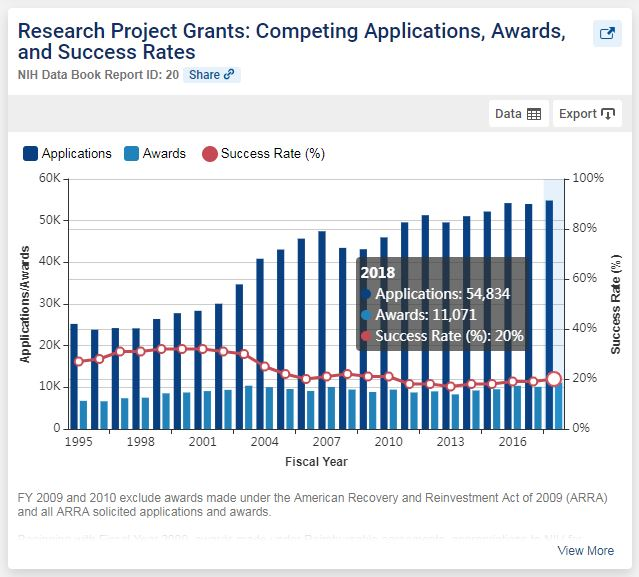 Research Project Grants: Competing Applications, Awards,
and Success Rates
NIH Data Book Report ID: 20 Share
Data Export
Applications Awards Success Rate (%)
60K 100%
50K 80%
40K 60%
30K 40%
20K 20%
10K
0 0%
Applications/Awards
Success Rate (%)
2018
Applications: 54,834
Awards: 11,071
Success Rate (%): 20%
1995 1998 2001 2004 2007 2010 2013 2016
Fiscal Year
FY 2009 and 2010 exclude awards made under the American Recovery and Reinvestment Act of 2009 (ARRA)
and all ARRA solicited applications and awards.
View More